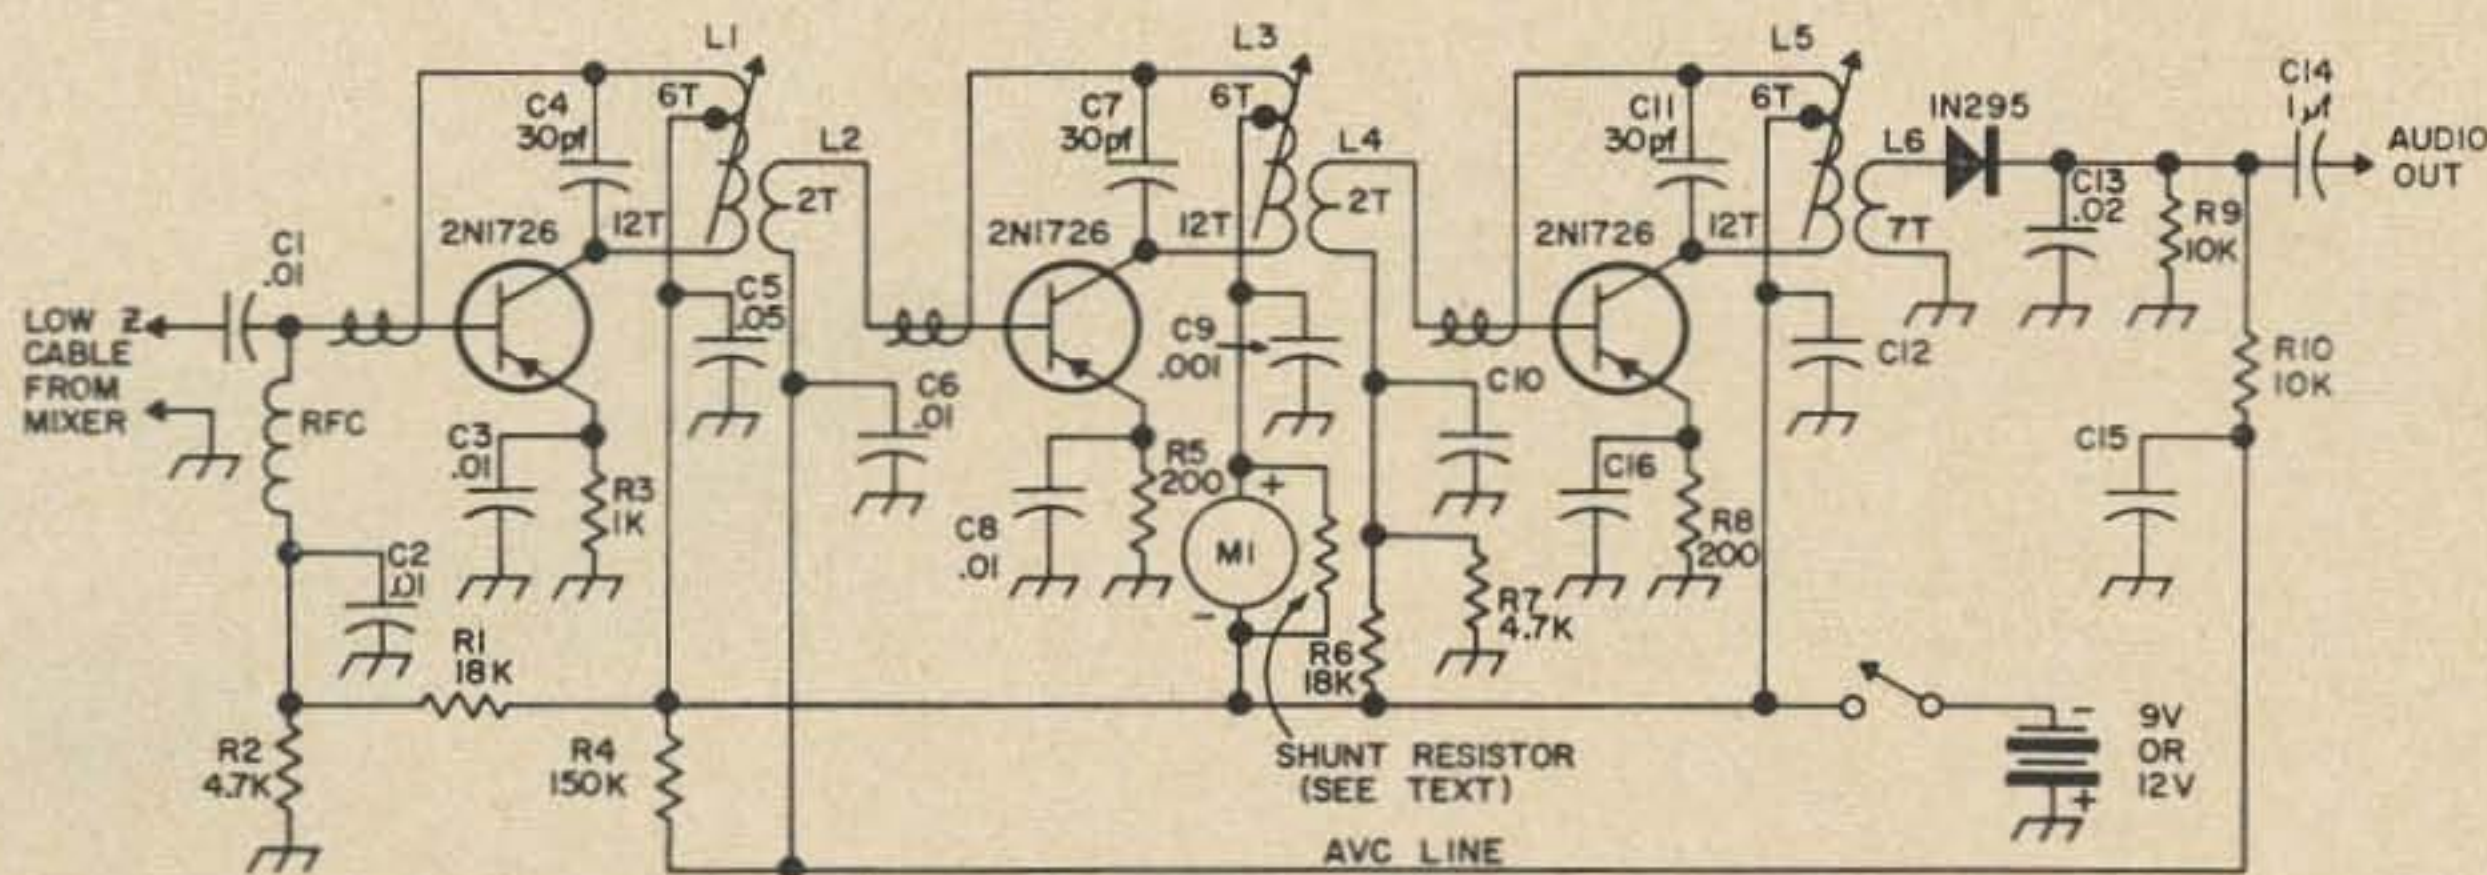 L1
L3
L5
C14
1µf
C4
30pf
6T
C7
30pf
6T
C11
30pf
6T
1N295
AUDIO
OUT
L2
L4
L6
2T
2T
7T
C13
.02
R9
10K
2N1726
12T
2N1726
12T
2N1726
12T
C1
.01
C5
.05
C9
.001
LOW Z
CABLE
FROM
MIXER
C6
.01
C10
C12
R10
10K
RFC
C3
.01
R3
1K
R5
200
C8
.01
+
M1
-
C16
R8
200
C15
C2
.01
R7
4.7K
R1
18K
R6
18K
R2
4.7K
R4
150K
SHUNT RESISTOR
(SEE TEXT)
-
+
9V
OR
12V
AVC LINE